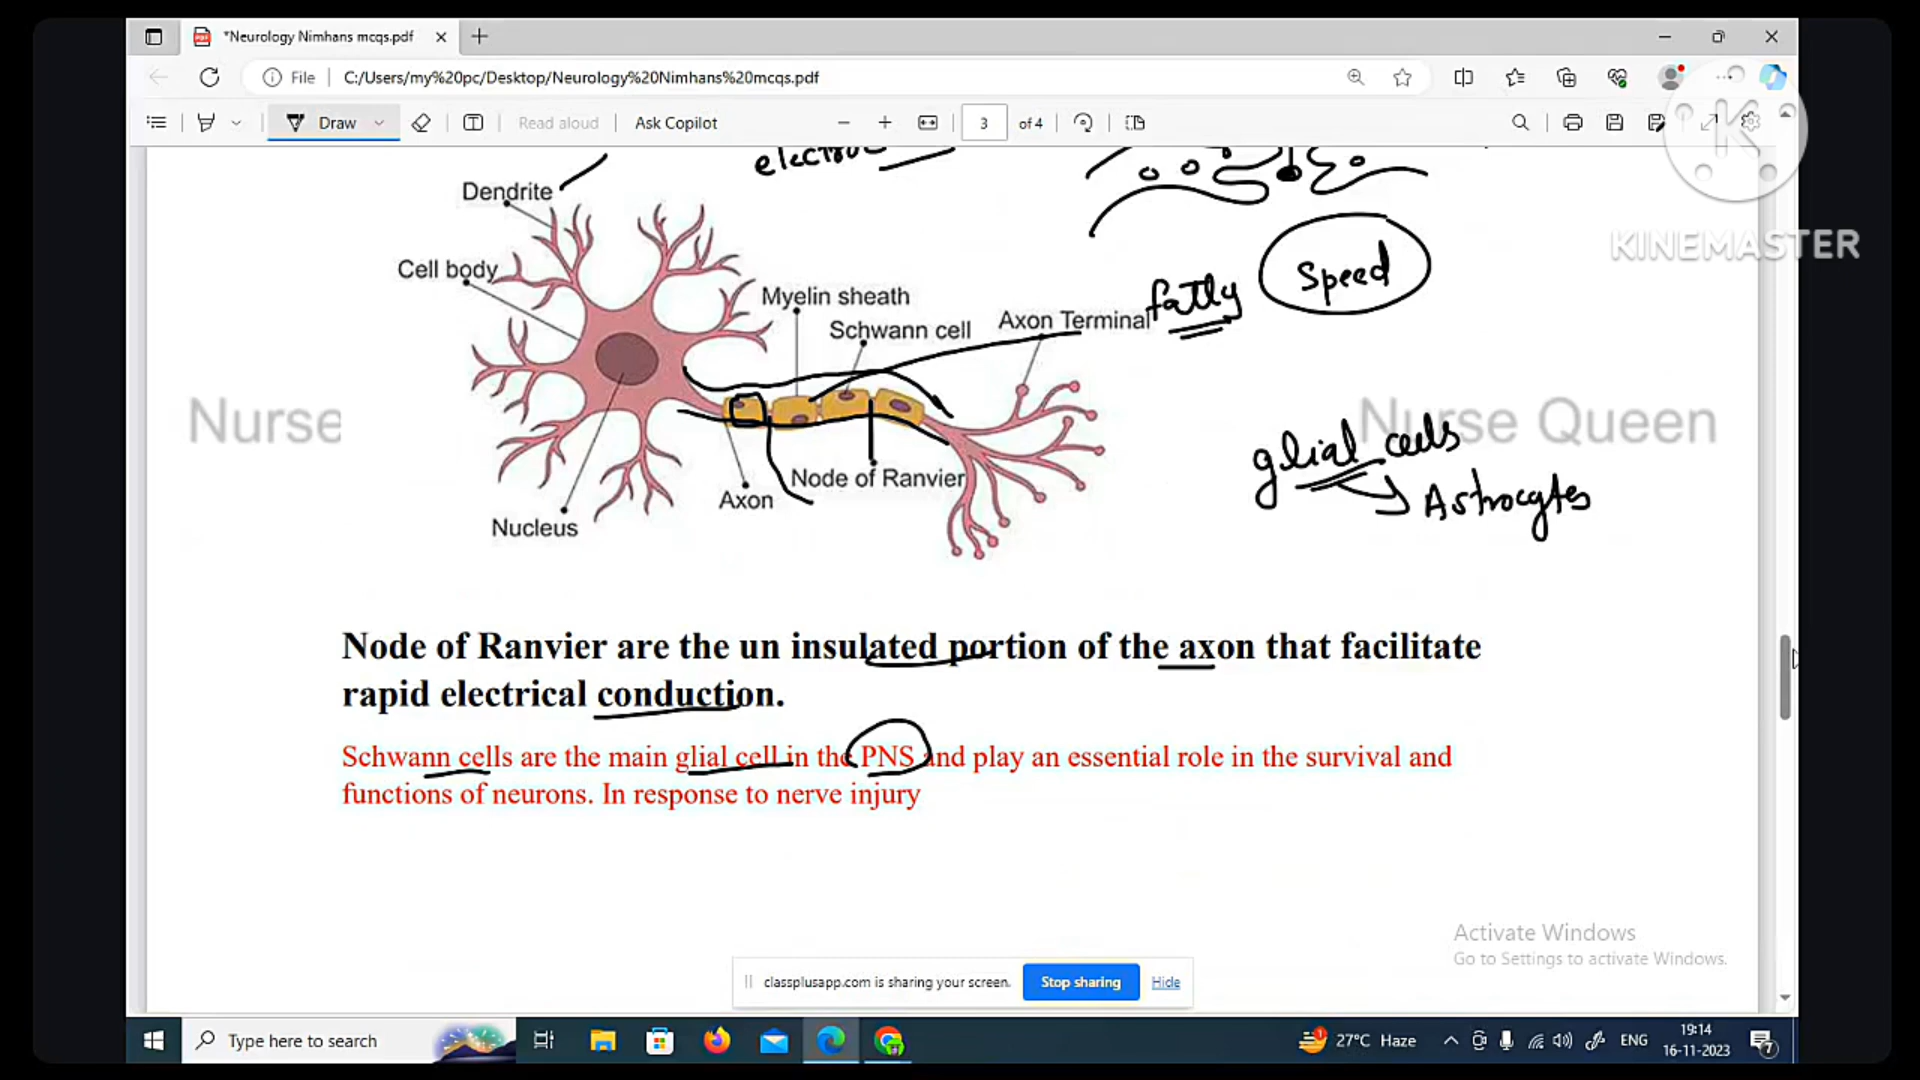 *Neurology Nimhans mcqs.pdf
File
C:/Users/my%20pc/Desktop/Neurology%20Nimhans%20mcqs.pdf
Draw
Read aloud
Ask Copilot
3
of 4
KINEMASTER
Dendrite
Cell body
Myelin sheath
Schwann cell
Axon Terminal
fatty
Speed
Nurse
Nurse Queen
glial cells
Astrocytes
Node of Ranvier
Axon
Nucleus
Node of Ranvier are the un insulated portion of the axon that facilitate
rapid electrical conduction.
Schwann cells are the main glial cell in the PNS and play an essential role in the survival and
functions of neurons. In response to nerve injury
Activate Windows
Go to Settings to activate Windows.
classplusapp.com is sharing your screen.
Stop sharing
Hide
Type here to search
27°C Haze
ENG
19:14
16-11-2023
7